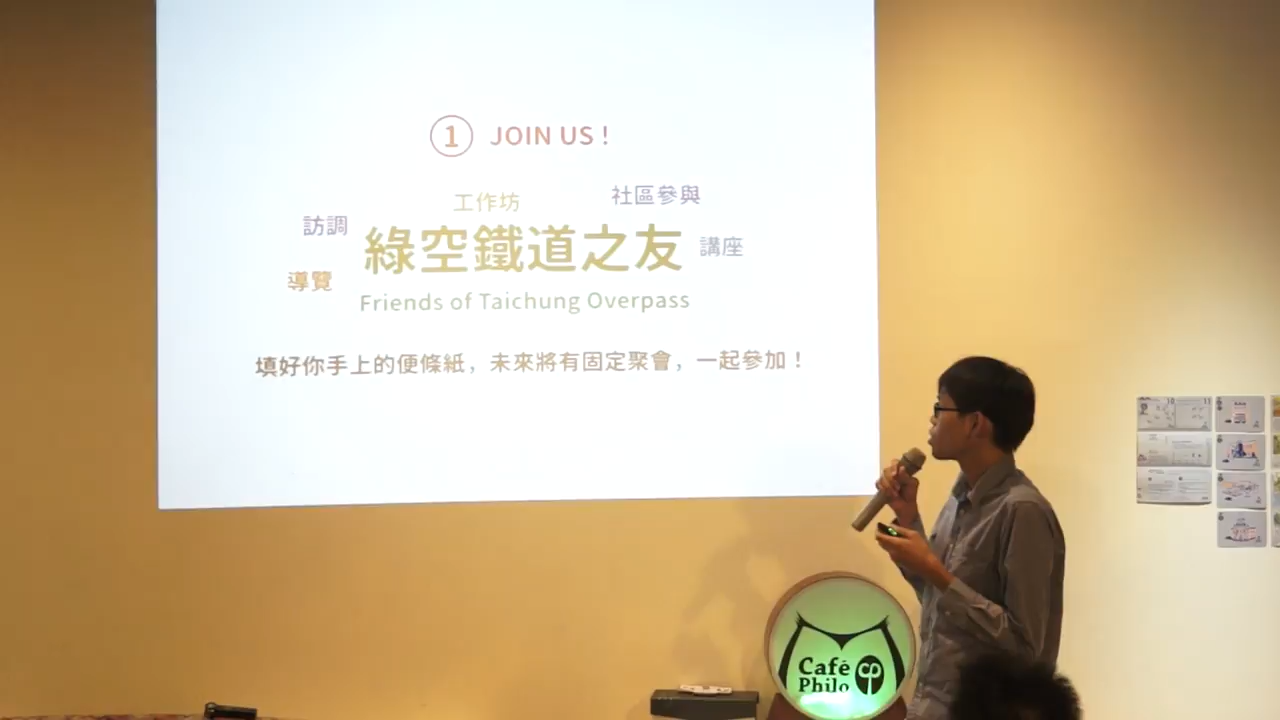 1 JOIN US !
工作坊
社區參與
訪調
綠空鐵道之友
講座
導覽
Friends of Taichung Overpass
填好你手上的便條紙，未來將有固定聚會，一起參加！
Café
Philo
10
11